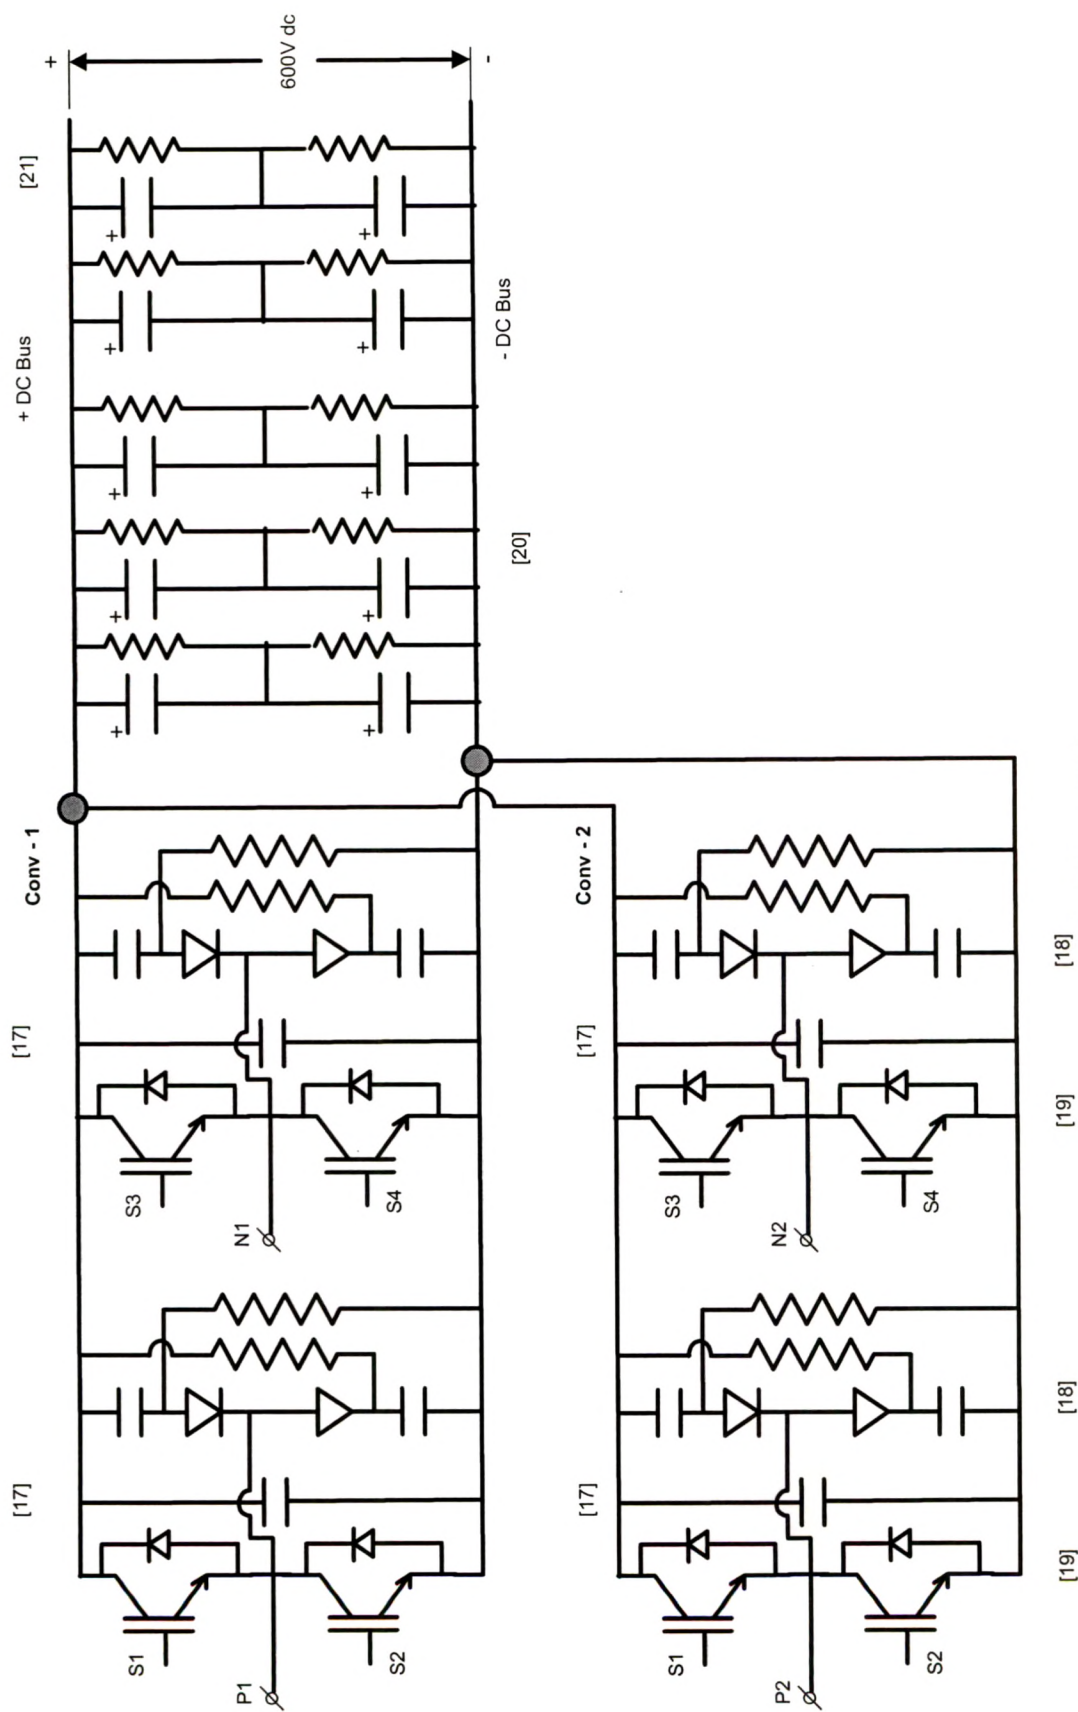 [17]
[17]
Conv - 1
+ DC Bus
[21]
+
600V dc
-
S1
S3
+
+
+
+
+
P1
N1
S2
S4
+
+
+
+
+
- DC Bus
[20]
[17]
[17]
Conv - 2
S1
S3
P2
N2
S2
S4
[19]
[18]
[19]
[18]